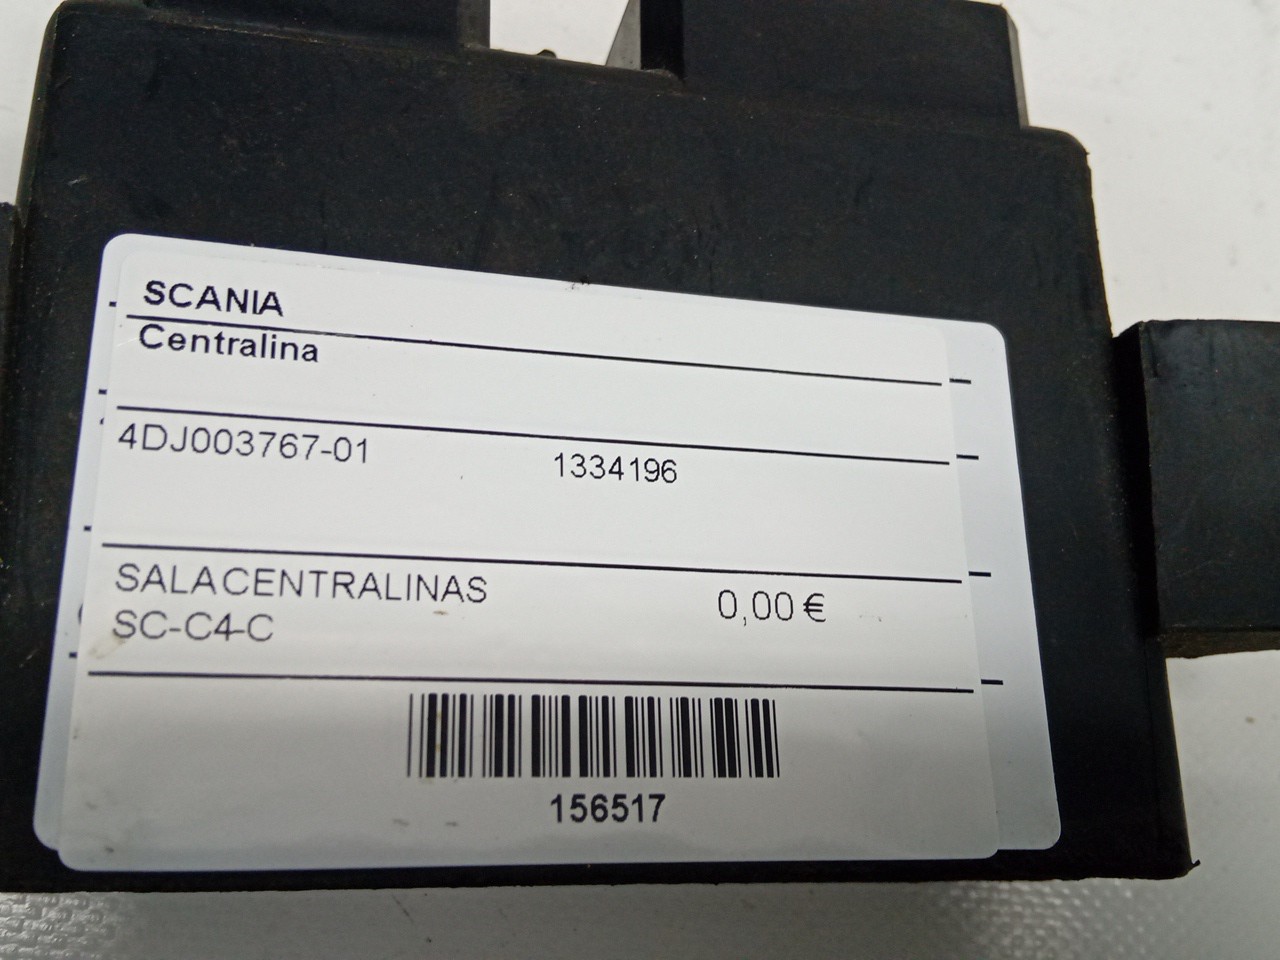 SCANIA
Centralina
4DJ003767-01 1334196
SALACENTRALINAS 0,00 €
SC-C4-C
156517